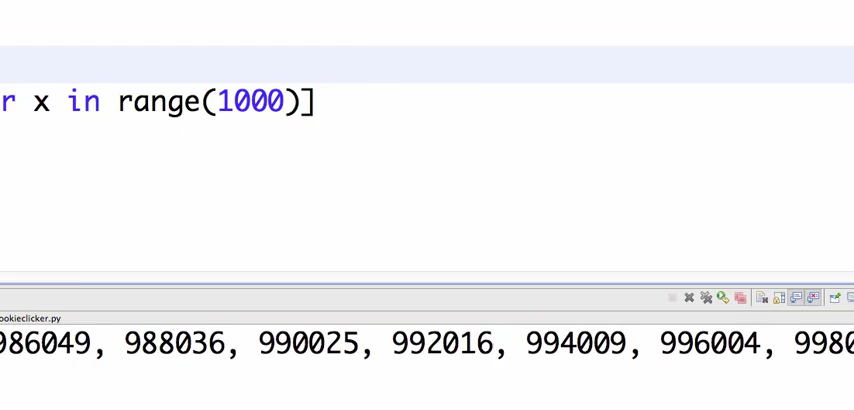 r x in range(1000)]
ookieclicker.py
986049, 988036, 990025, 992016, 994009, 996004, 9980